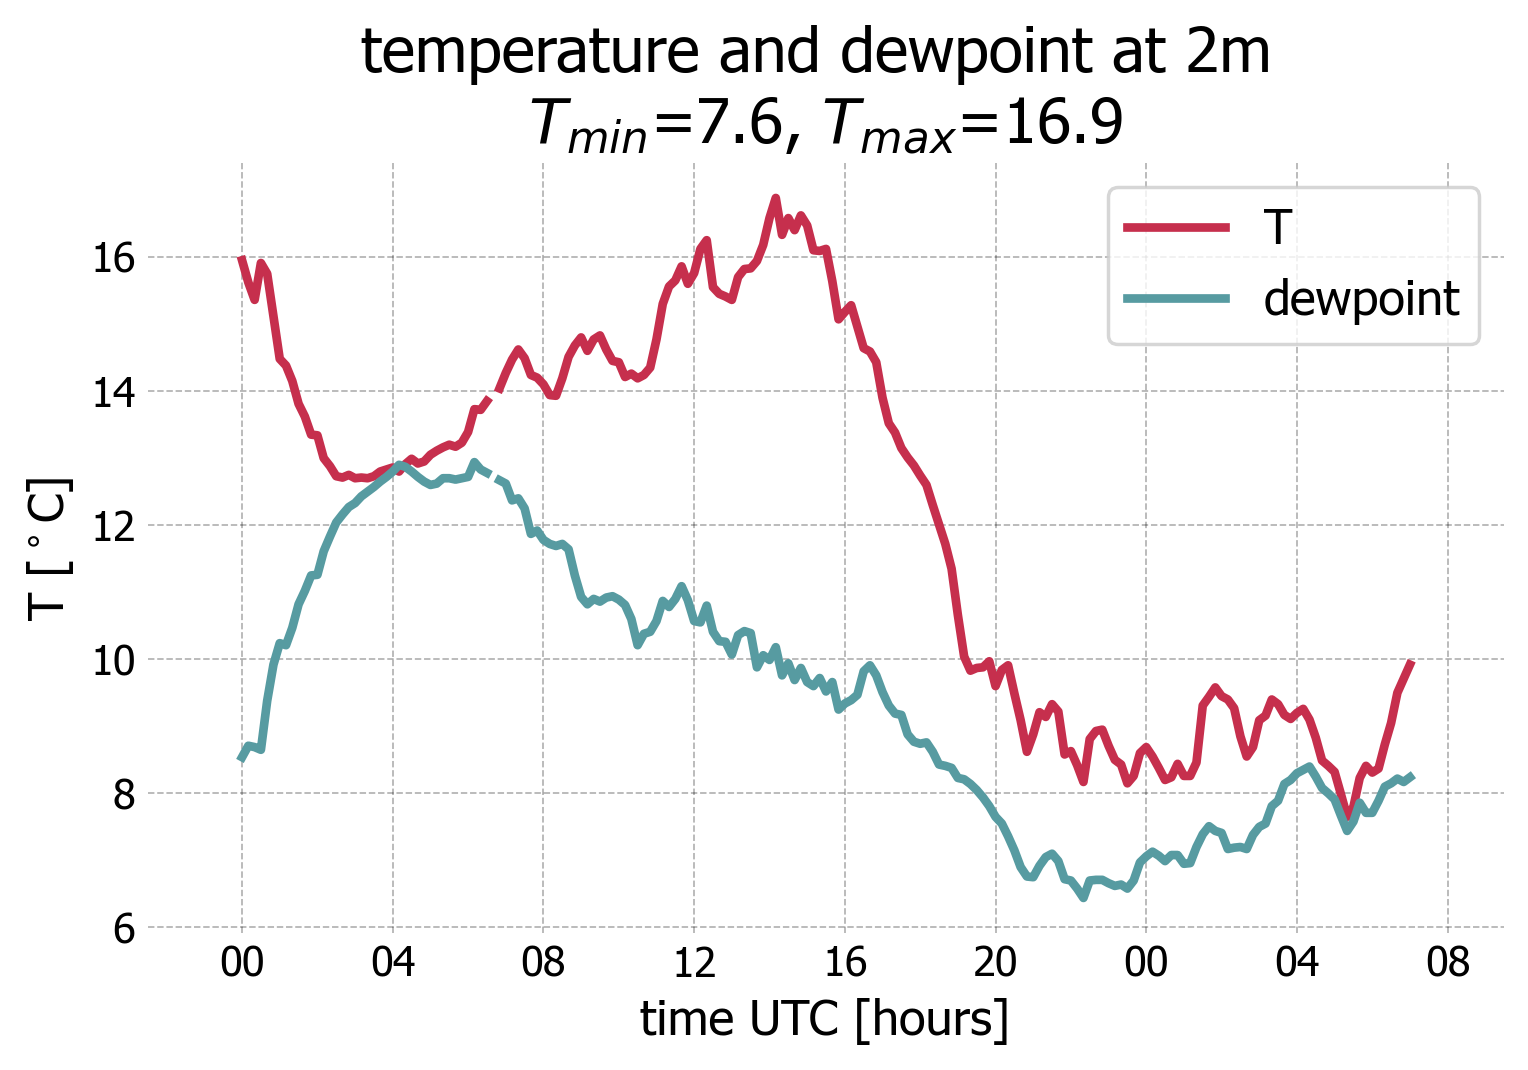 temperature and dewpoint at 2m
T_min=7.6, T_max=16.9
T
dewpoint
16
14
12
10
8
6
T [°C]
00 04 08 12 16 20 00 04 08
time UTC [hours]